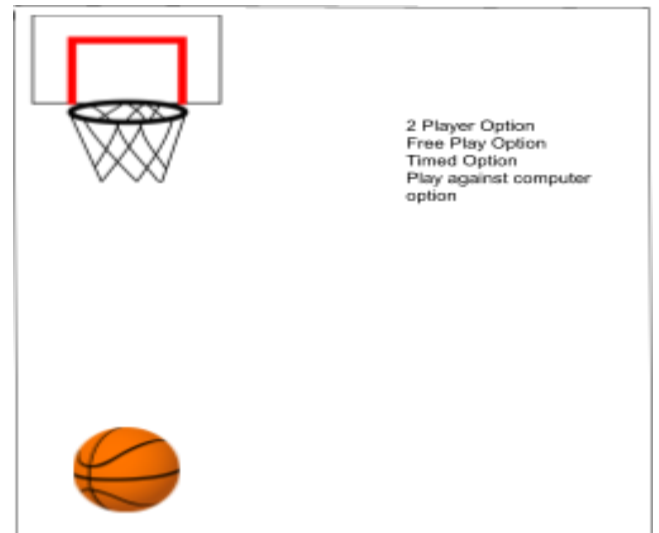 2 Player Option
Free Play Option
Timed Option
Play against computer
option